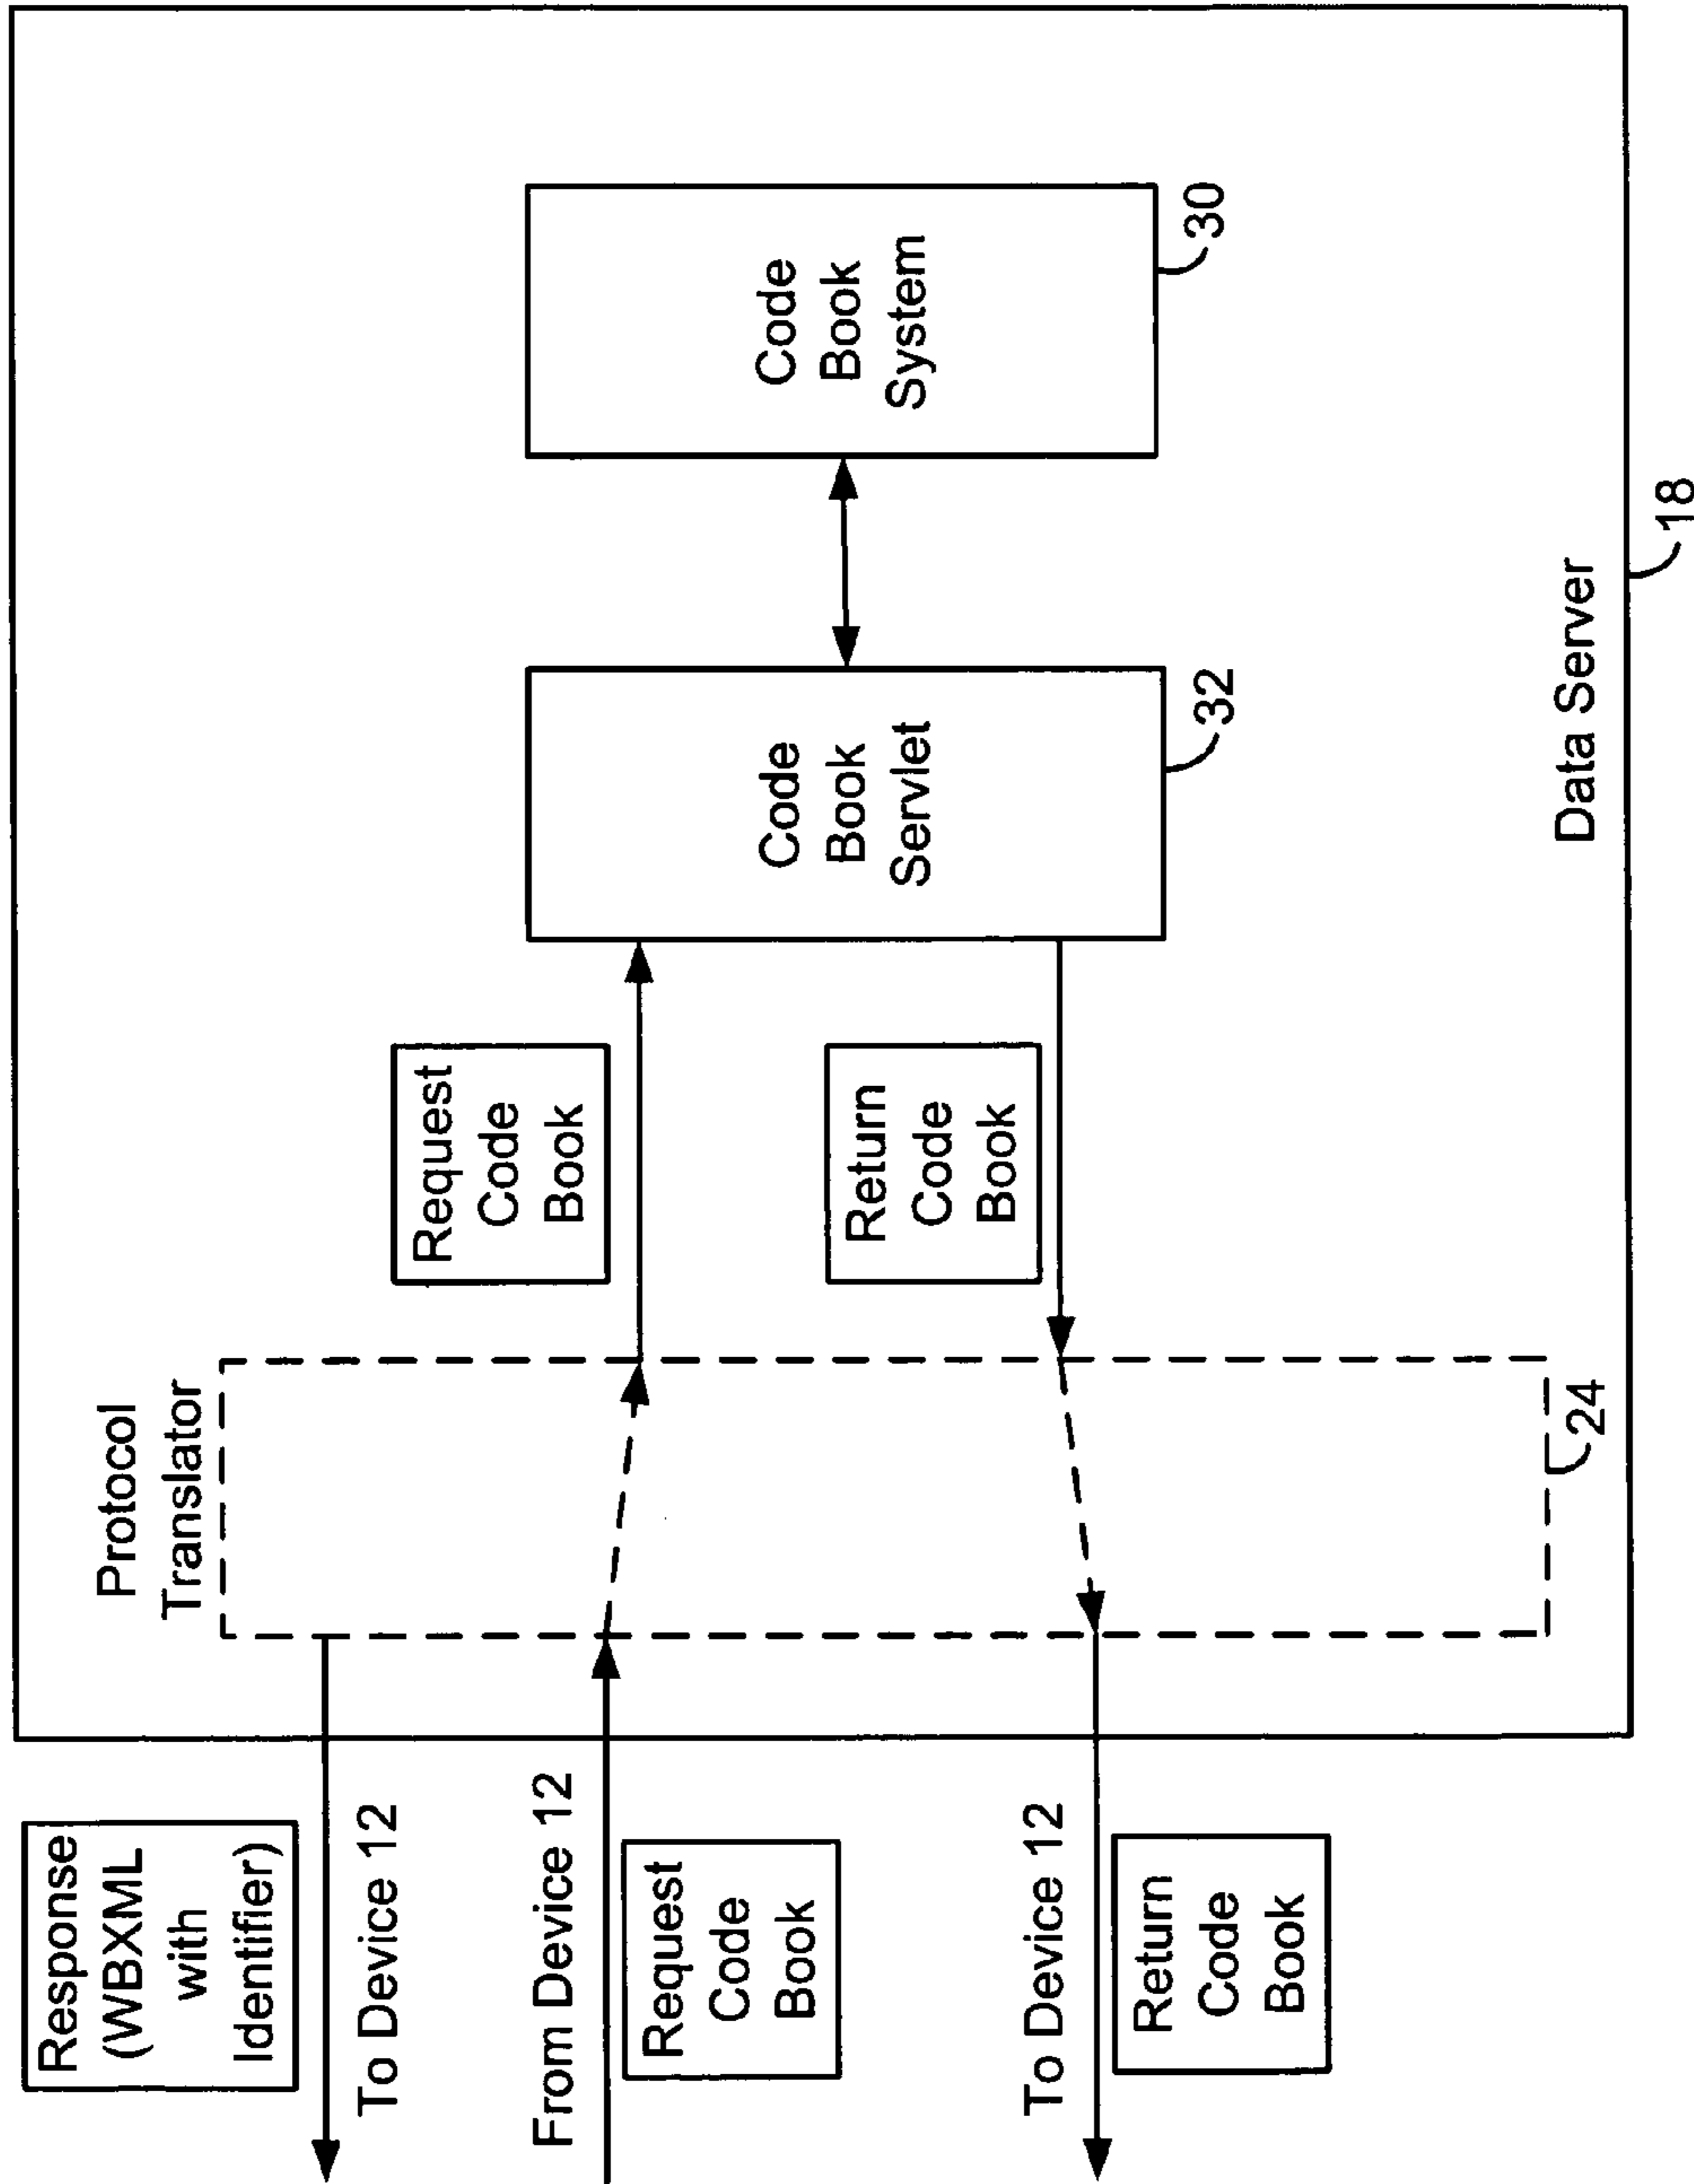 Response
(WBXML
with
Identifier)
To Device 12
From Device 12
Request
Code
Book
To Device 12
Return
Code
Book
Protocol
Translator
24
Request
Code
Book
Return
Code
Book
Code
Book
Servlet
32
Code
Book
System
30
Data Server
18